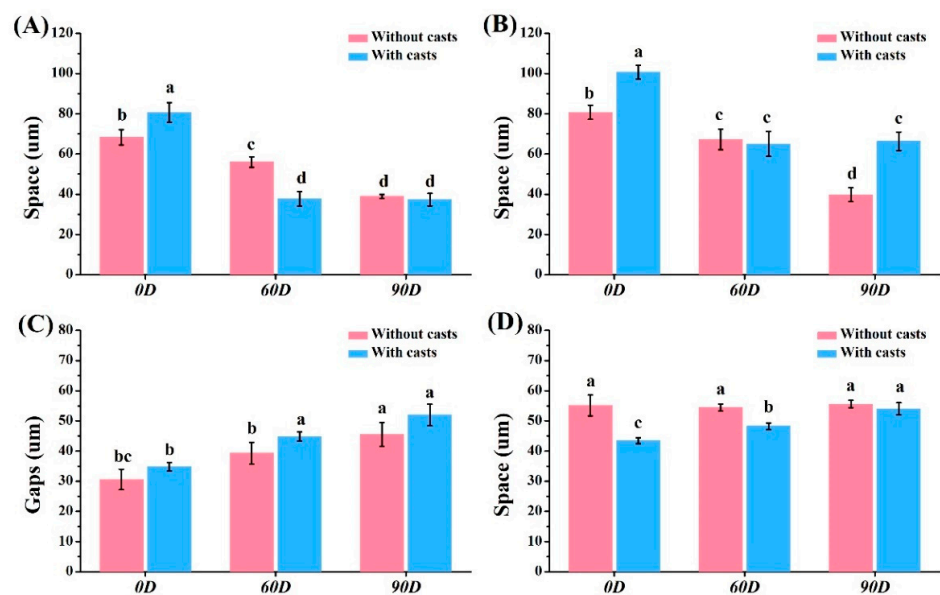 (A)
Without casts
With casts
Space (um)
120
100
80
60
40
20
0
b
a
c
d
d
d
0D
60D
90D
(B)
Without casts
With casts
Space (um)
120
100
80
60
40
20
0
b
a
c
c
d
c
0D
60D
90D
(C)
Without casts
With casts
Gaps (um)
80
70
60
50
40
30
20
10
0
bc
b
b
a
a
a
0D
60D
90D
(D)
Without casts
With casts
Space (um)
80
70
60
50
40
30
20
10
0
a
c
a
b
a
a
0D
60D
90D